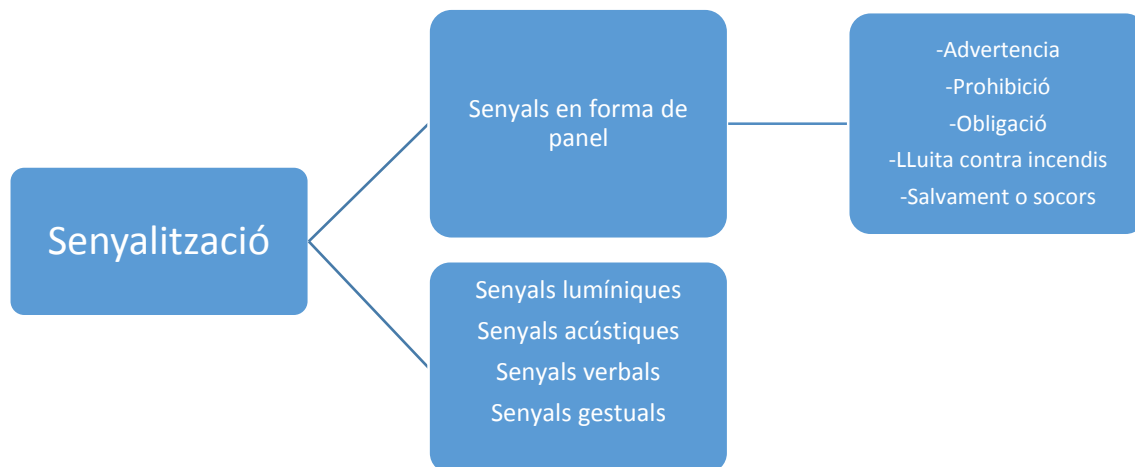 Senyalització
Senyals en forma de
panel
-Advertencia
-Prohibició
-Obligació
-LLuita contra incendis
-Salvament o socors
Senyals lumíniques
Senyals acústiques
Senyals verbals
Senyals gestuals